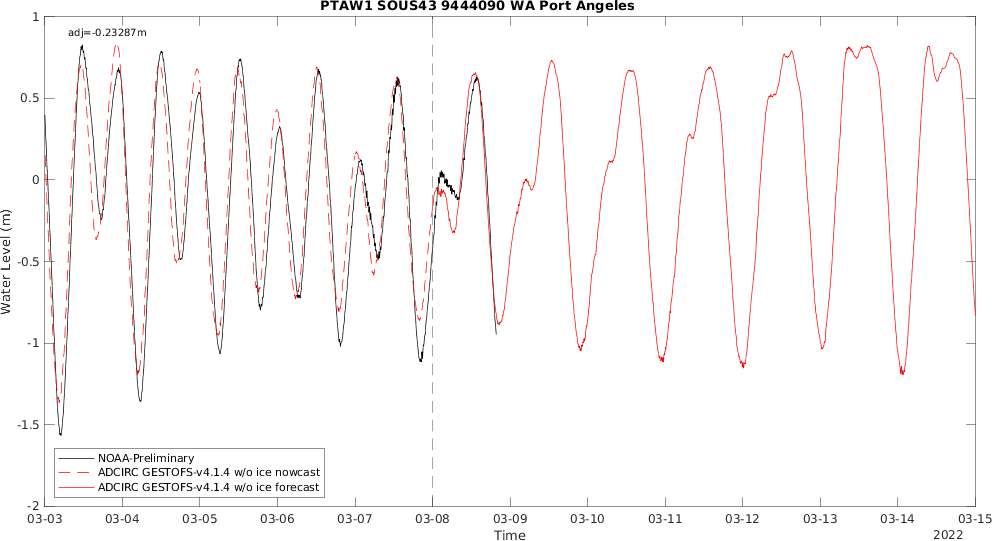 PTAW1 SOUS43 9444090 WA Port Angeles
adj=-0.23287m
1
0.5
0
-0.5
-1
-1.5
-2
Water Level (m)
NOAA-Preliminary
ADCIRC GESTOFS-v4.1.4 w/o ice nowcast
ADCIRC GESTOFS-v4.1.4 w/o ice forecast
03-03 03-04 03-05 03-06 03-07 03-08 03-09 03-10 03-11 03-12 03-13 03-14 03-15
Time
2022